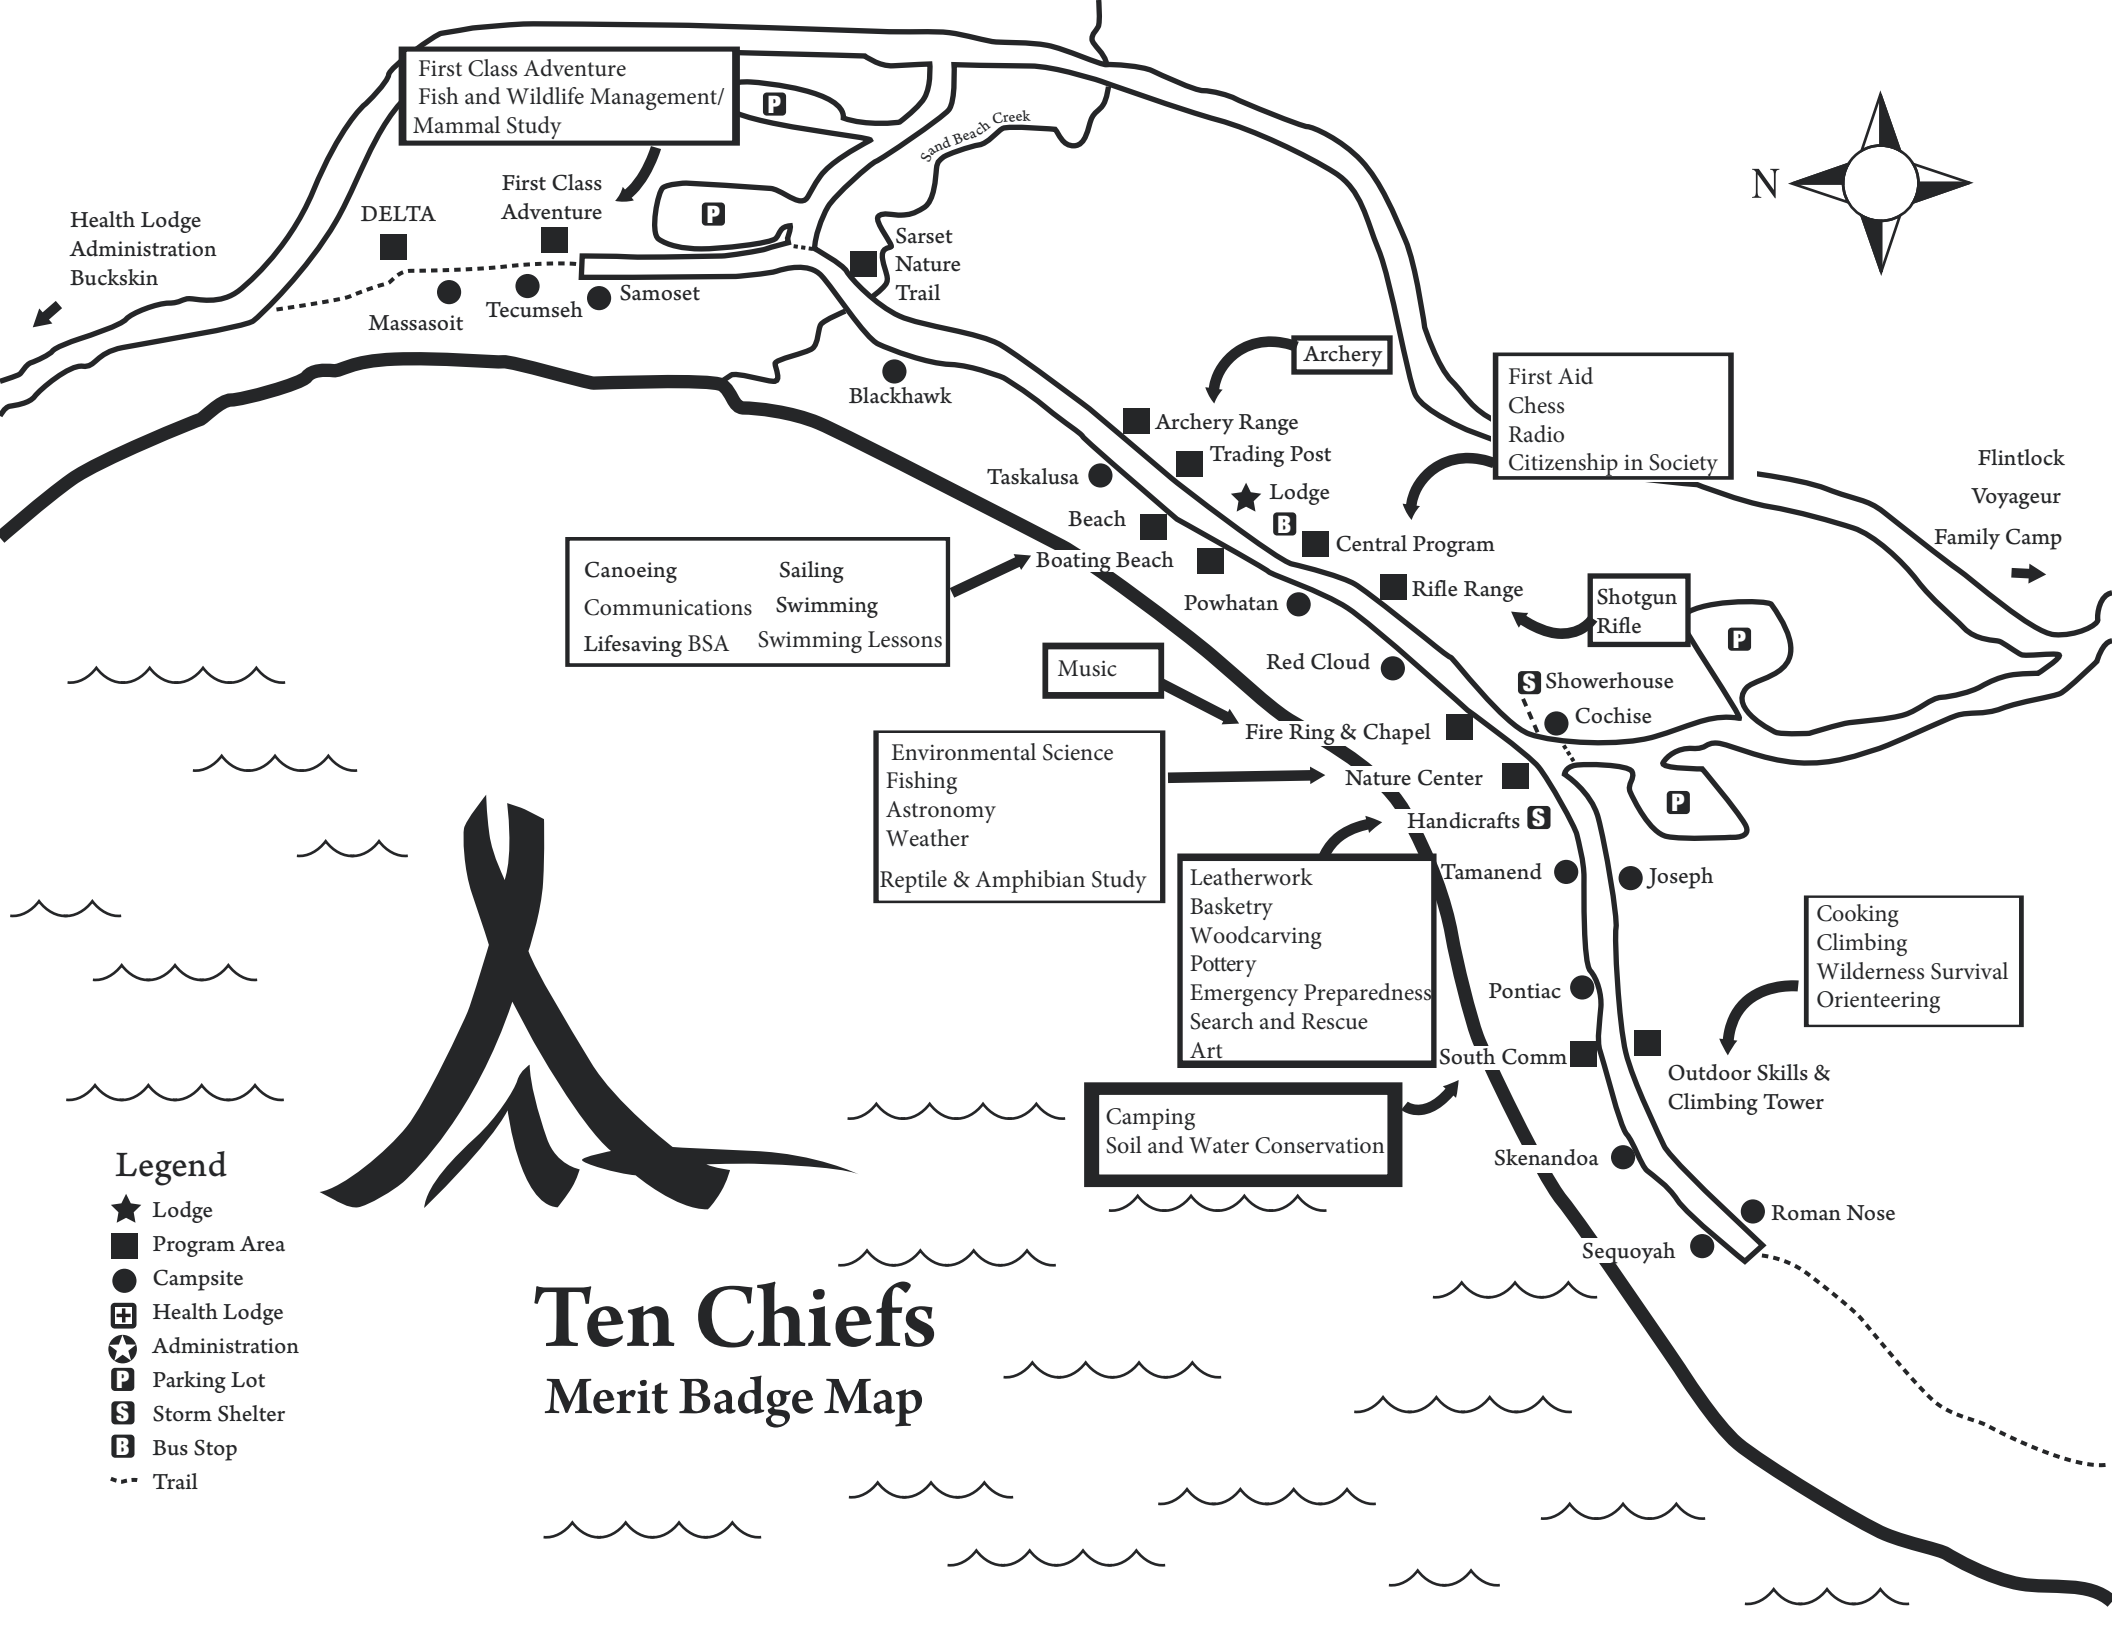 First Class Adventure
Fish and Wildlife Management/
Mammal Study
P
Sand Beach Creek
N
First Class
Adventure
DELTA
P
Health Lodge
Administration
Buckskin
Sarset
Nature
Trail
Samoset
Tecumseh
Massasoit
Blackhawk
Archery
Archery Range
Trading Post
First Aid
Chess
Radio
Citizenship in Society
Flintlock
Voyageur
Family Camp
Taskalusa
Lodge
B
Beach
Central Program
Boating Beach
Canoeing
Sailing
Communications
Swimming
Lifesaving BSA
Swimming Lessons
Rifle Range
Shotgun
Rifle
P
Powhatan
Music
Red Cloud
S Showerhouse
Cochise
Fire Ring & Chapel
Environmental Science
Fishing
Astronomy
Weather
Reptile & Amphibian Study
Nature Center
P
Handicrafts S
Leatherwork
Basketry
Woodcarving
Pottery
Emergency Preparedness
Search and Rescue
Art
Tamanend
Joseph
Cooking
Climbing
Wilderness Survival
Orienteering
Pontiac
South Comm
Outdoor Skills &
Climbing Tower
Camping
Soil and Water Conservation
Skenandoa
Roman Nose
Sequoyah
Legend
Lodge
Program Area
Campsite
Health Lodge
Administration
P Parking Lot
S Storm Shelter
B Bus Stop
Trail
Ten Chiefs
Merit Badge Map